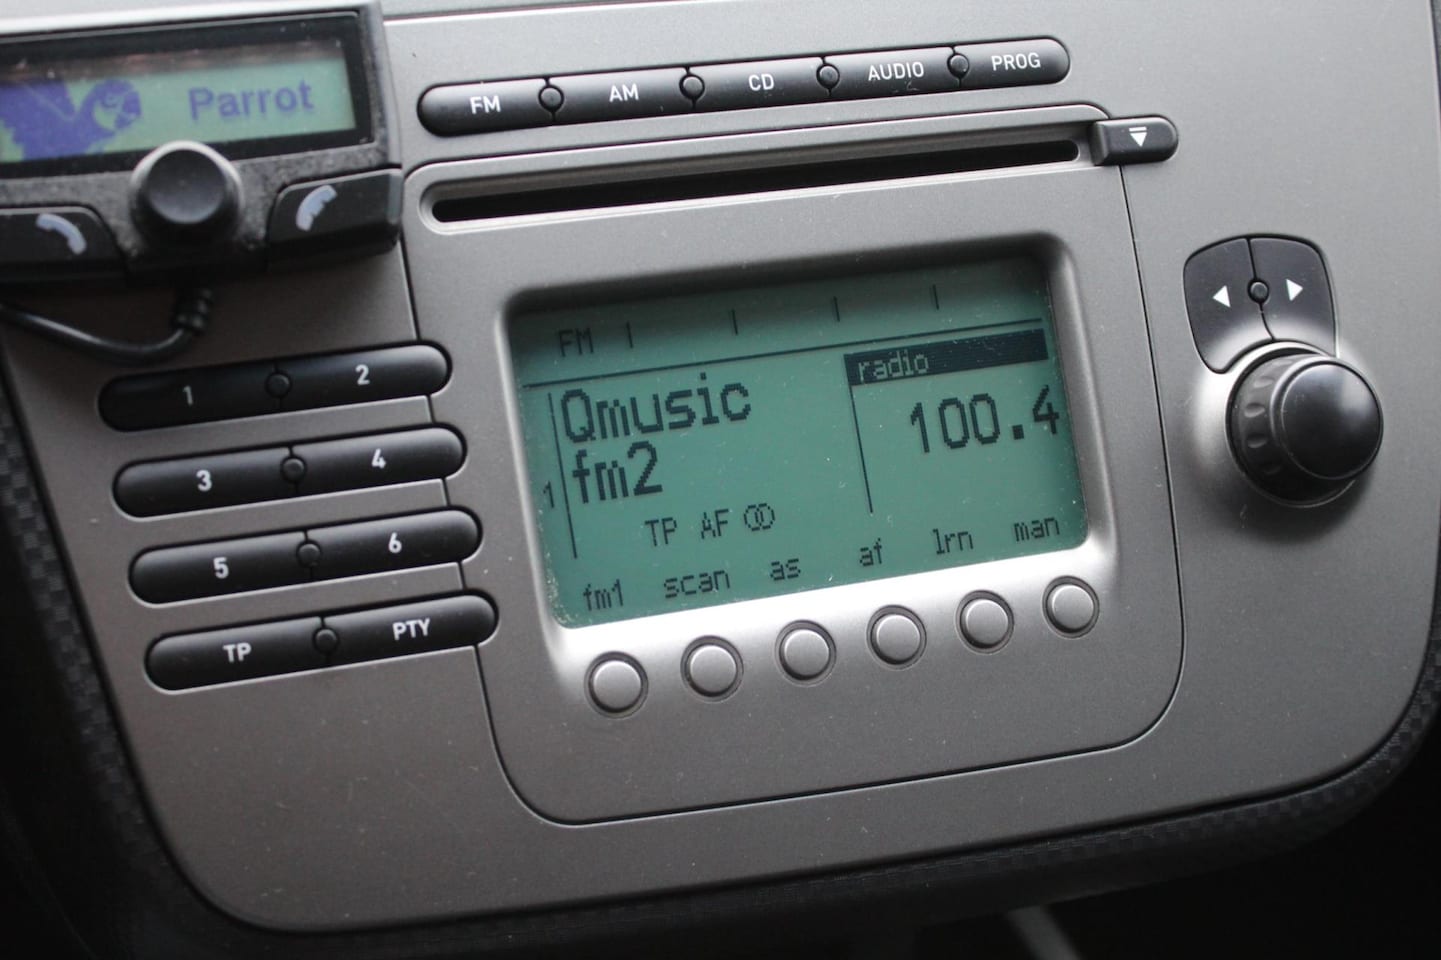 Parrot
FM AM CD AUDIO PROG
FM
radio
Qmusic
100.4
fm2
1
TP AF
fm1 scan as af lrn man
1 2
3 4
5 6
TP PTY